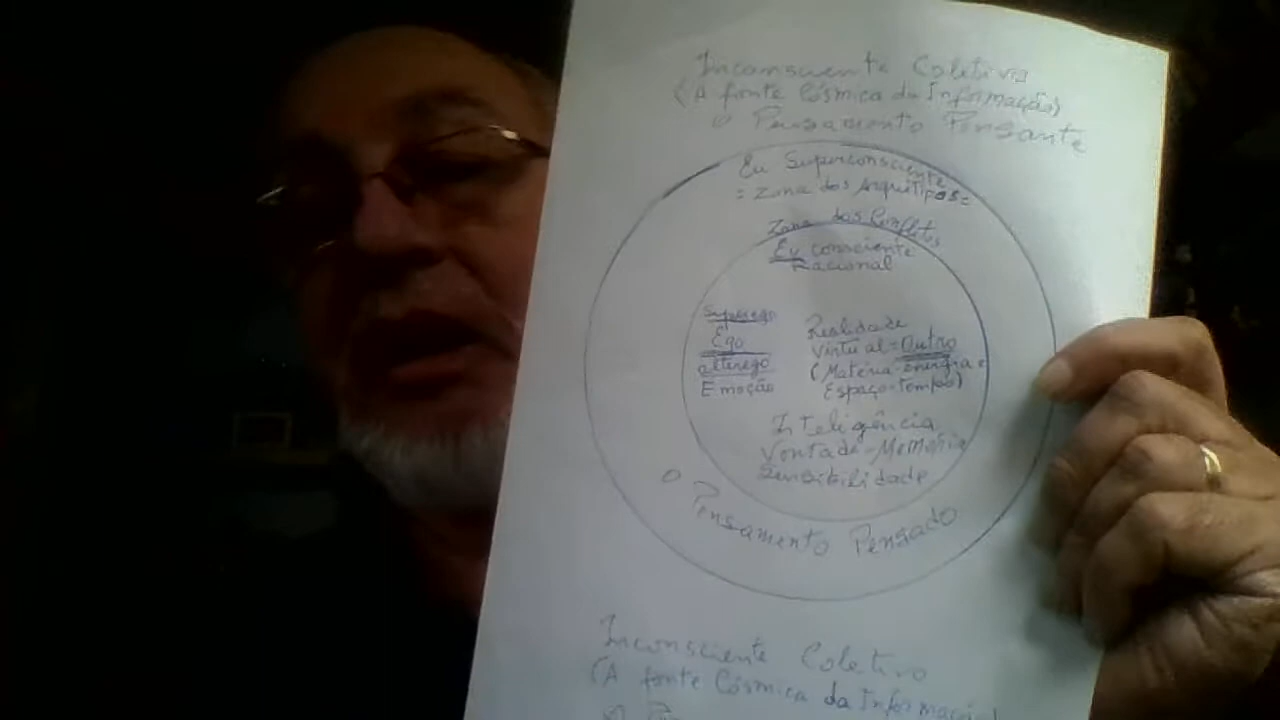 Inconsciente Coletivo
(A fonte Cósmica da Informação)
O Pensamento Pensante
Eu Superconsciente
= Zona dos Arquétipos =
Zona dos Conflitos
Eu consciente
Racional
Superego
Ego
alterego
Emoção
Realidade
Virtual = Outro
(Matéria-energia e
Espaço-tempo)
Inteligência
Vontade - Memória
Sensibilidade
O Pensamento Pensado
Inconsciente Coletivo
(A fonte Cósmica da Informação)